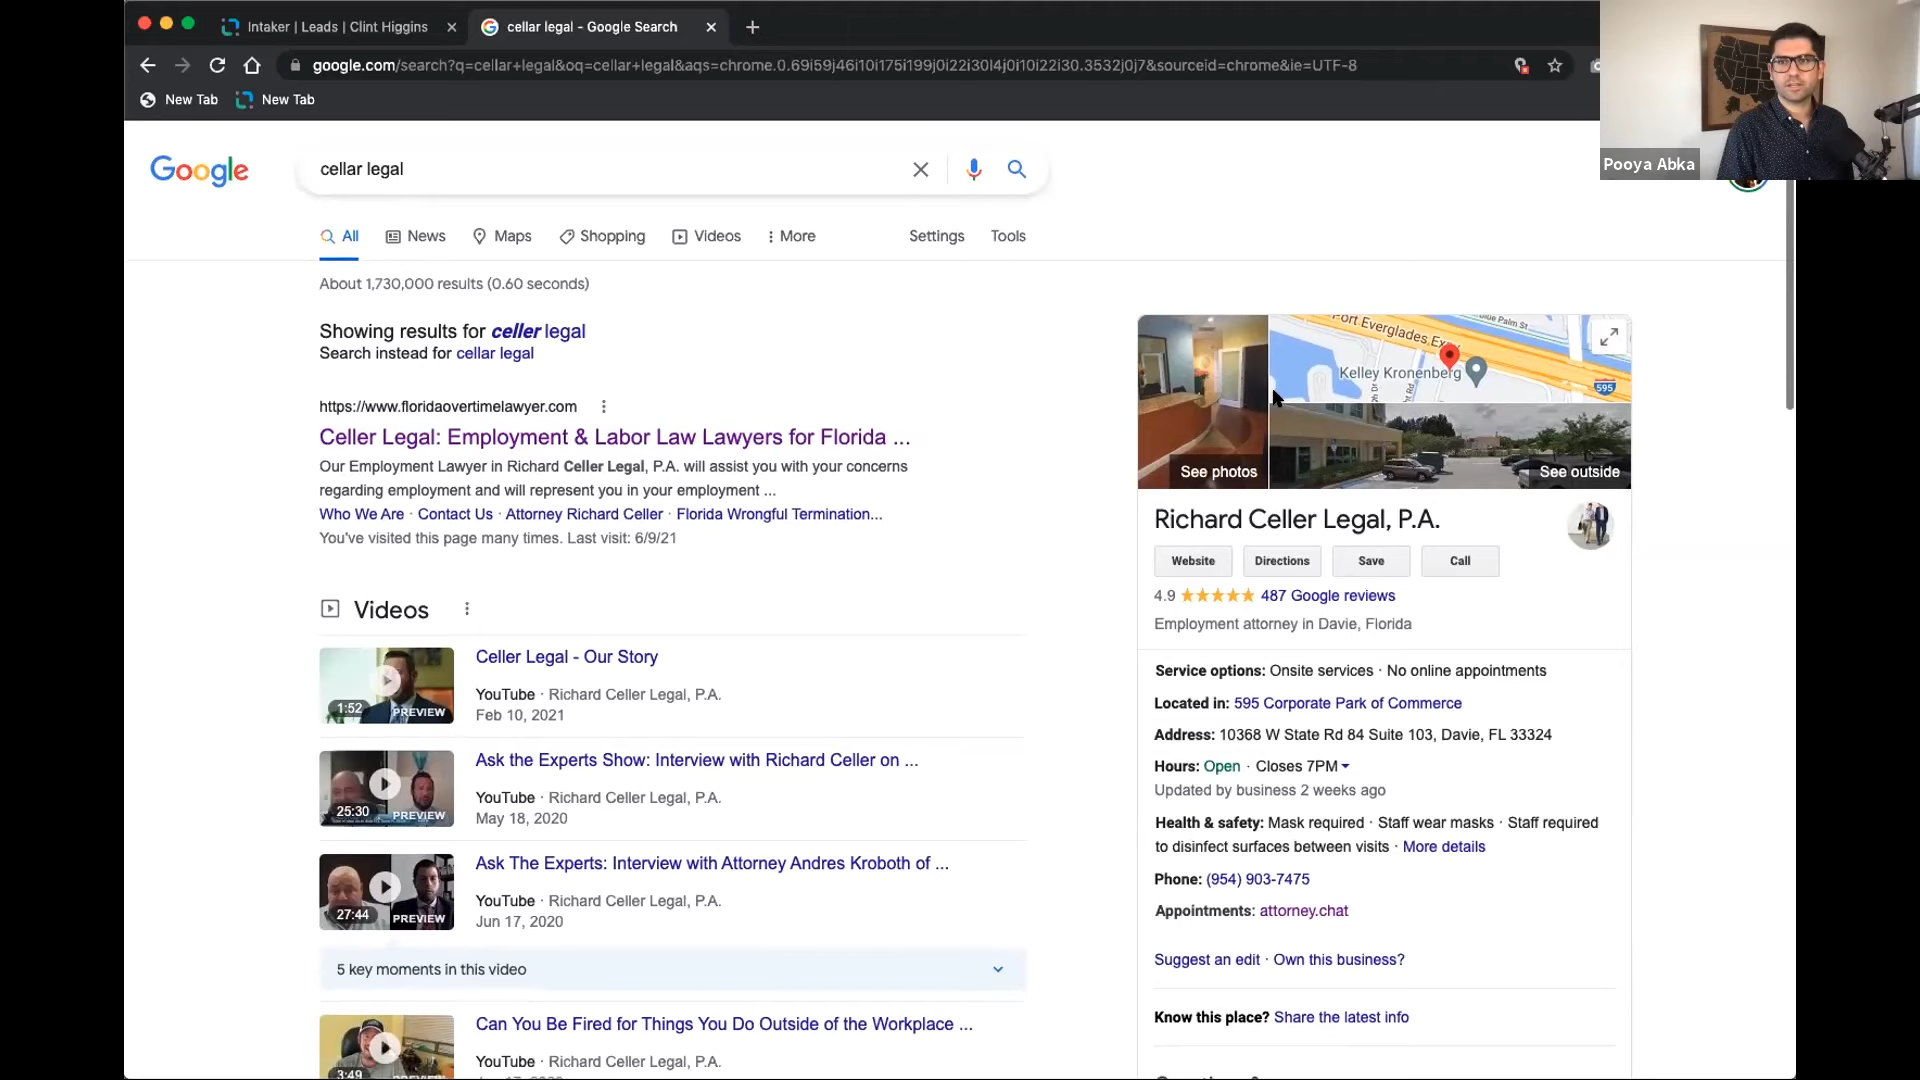 Intaker | Leads | Clint Higgins
cellar legal - Google Search
google.com/search?q=cellar+legal&oq=cellar+legal&aqs=chrome.0.69i59j46i10i175i199j0i22i30l4j0i10i22i30.3532j0j7&sourceid=chrome&ie=UTF-8
New Tab
New Tab
Pooya Abka
Google
cellar legal
All
News
Maps
Shopping
Videos
More
Settings
Tools
About 1,730,000 results (0.60 seconds)
Showing results for celler legal
Search instead for cellar legal
https://www.floridaovertimelawyer.com
Celler Legal: Employment & Labor Law Lawyers for Florida ...
Our Employment Lawyer in Richard Celler Legal, P.A. will assist you with your concerns
regarding employment and will represent you in your employment ...
Who We Are · Contact Us · Attorney Richard Celler · Florida Wrongful Termination...
You've visited this page many times. Last visit: 6/9/21
Videos
Celler Legal - Our Story
YouTube · Richard Celler Legal, P.A.
Feb 10, 2021
1:52
PREVIEW
Ask the Experts Show: Interview with Richard Celler on ...
YouTube · Richard Celler Legal, P.A.
May 18, 2020
25:30
PREVIEW
Ask The Experts: Interview with Attorney Andres Kroboth of ...
YouTube · Richard Celler Legal, P.A.
Jun 17, 2020
27:44
PREVIEW
5 key moments in this video
Can You Be Fired for Things You Do Outside of the Workplace ...
YouTube · Richard Celler Legal, P.A.
3:49
Port Everglades Expy
Blue Palm St
Kelley Kronenberg
595
See photos
See outside
Richard Celler Legal, P.A.
Website
Directions
Save
Call
4.9
487 Google reviews
Employment attorney in Davie, Florida
Service options: Onsite services · No online appointments
Located in: 595 Corporate Park of Commerce
Address: 10368 W State Rd 84 Suite 103, Davie, FL 33324
Hours: Open · Closes 7PM
Updated by business 2 weeks ago
Health & safety: Mask required · Staff wear masks · Staff required
to disinfect surfaces between visits · More details
Phone: (954) 903-7475
Appointments: attorney.chat
Suggest an edit · Own this business?
Know this place? Share the latest info